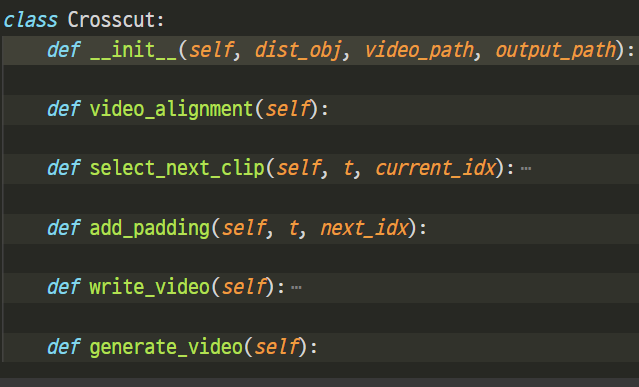 class Crosscut:
def __init__(self, dist_obj, video_path, output_path):
def video_alignment(self):
def select_next_clip(self, t, current_idx):⋯
def add_padding(self, t, next_idx):
def write_video(self):⋯
def generate_video(self):